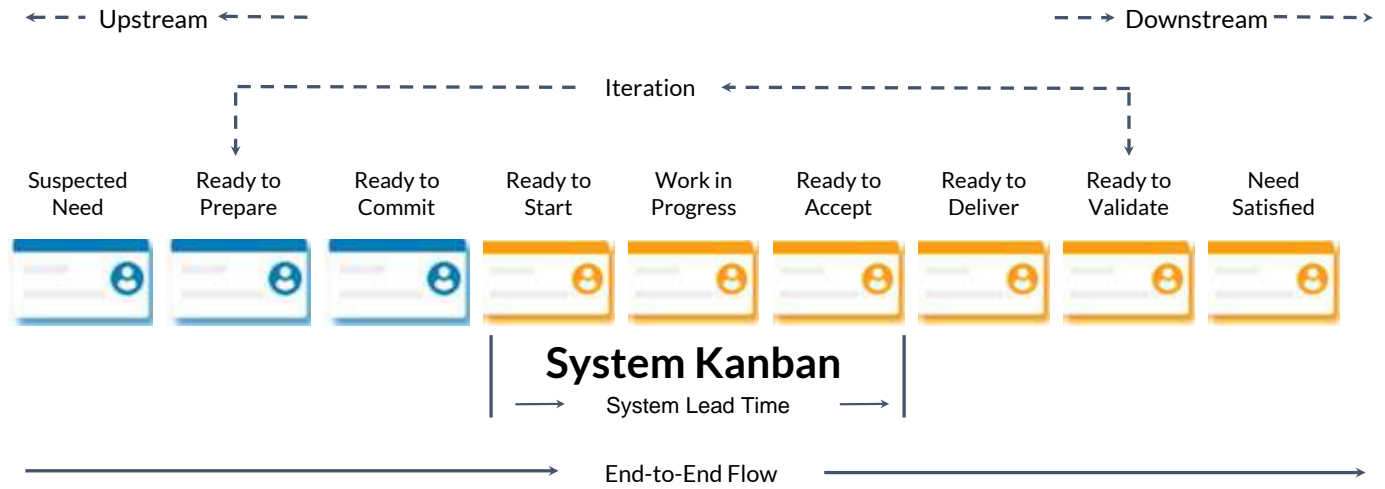 Upstream
Downstream
Iteration
Suspected
Need
Ready to
Prepare
Ready to
Commit
Ready to
Start
Work in
Progress
Ready to
Accept
Ready to
Deliver
Ready to
Validate
Need
Satisfied
System Kanban
System Lead Time
End-to-End Flow